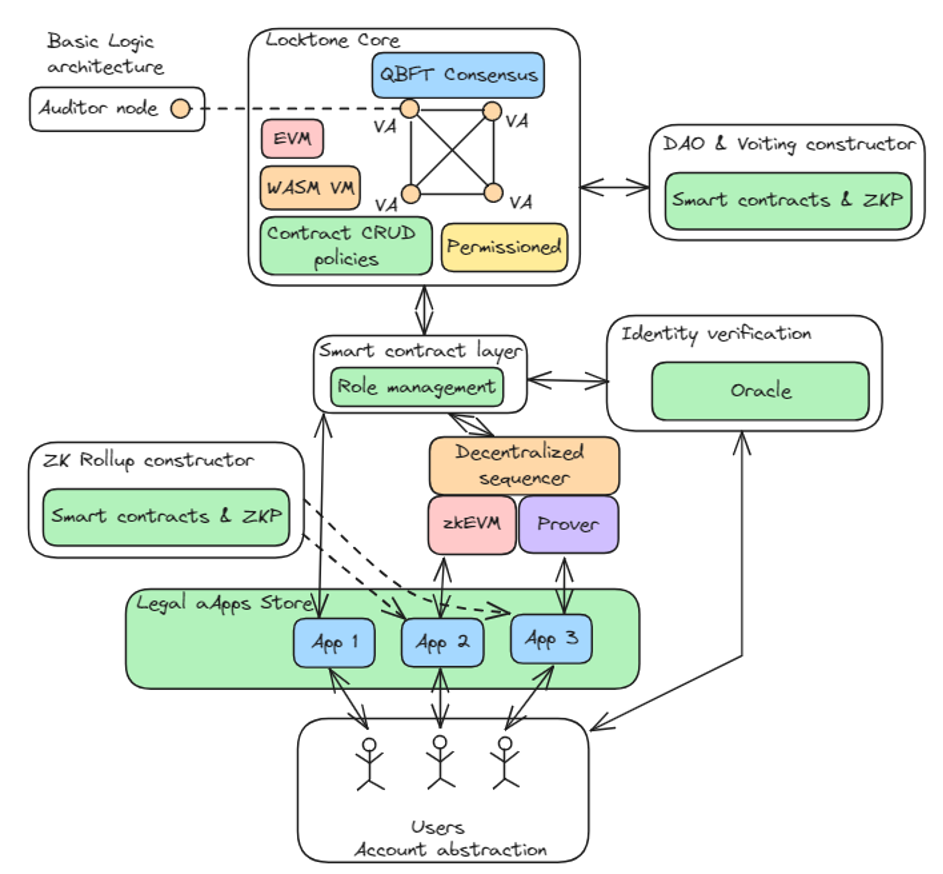 Basic Logic
architecture
Auditor node
Locktone Core
QBFT Consensus
VA
VA
EVM
WASM VM
VA
VA
Contract CRUD
policies
Permissioned
DAO & Voiting constructor
Smart contracts & ZKP
Smart contract layer
Role management
Identity verification
Oracle
ZK Rollup constructor
Smart contracts & ZKP
Decentralized
sequencer
zkEVM
Prover
Legal aApps Store
App 1
App 2
App 3
Users
Account abstraction